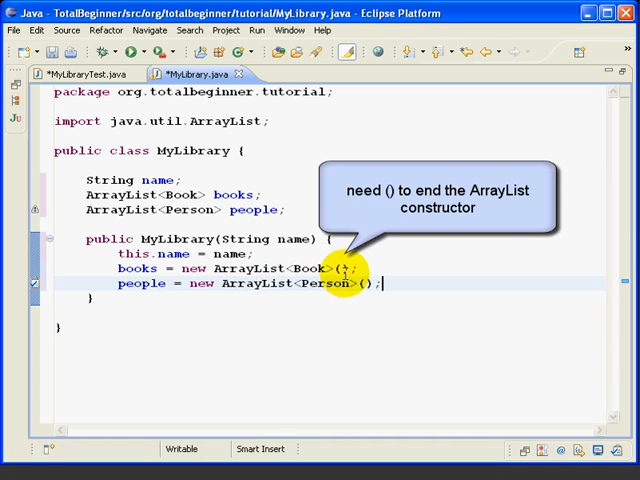 Java - TotalBeginner/src/org/totalbeginner/tutorial/MyLibrary.java - Eclipse Platform
File Edit Source Refactor Navigate Search Project Run Window Help
*MyLibraryTest.java *MyLibrary.java
package org.totalbeginner.tutorial;
import java.util.ArrayList;
public class MyLibrary {
String name;
ArrayList<Book> books;
ArrayList<Person> people;
need () to end the ArrayList
constructor
public MyLibrary(String name) {
this.name = name;
books = new ArrayList<Book>();
people = new ArrayList<Person>();
}
}
Writable Smart Insert